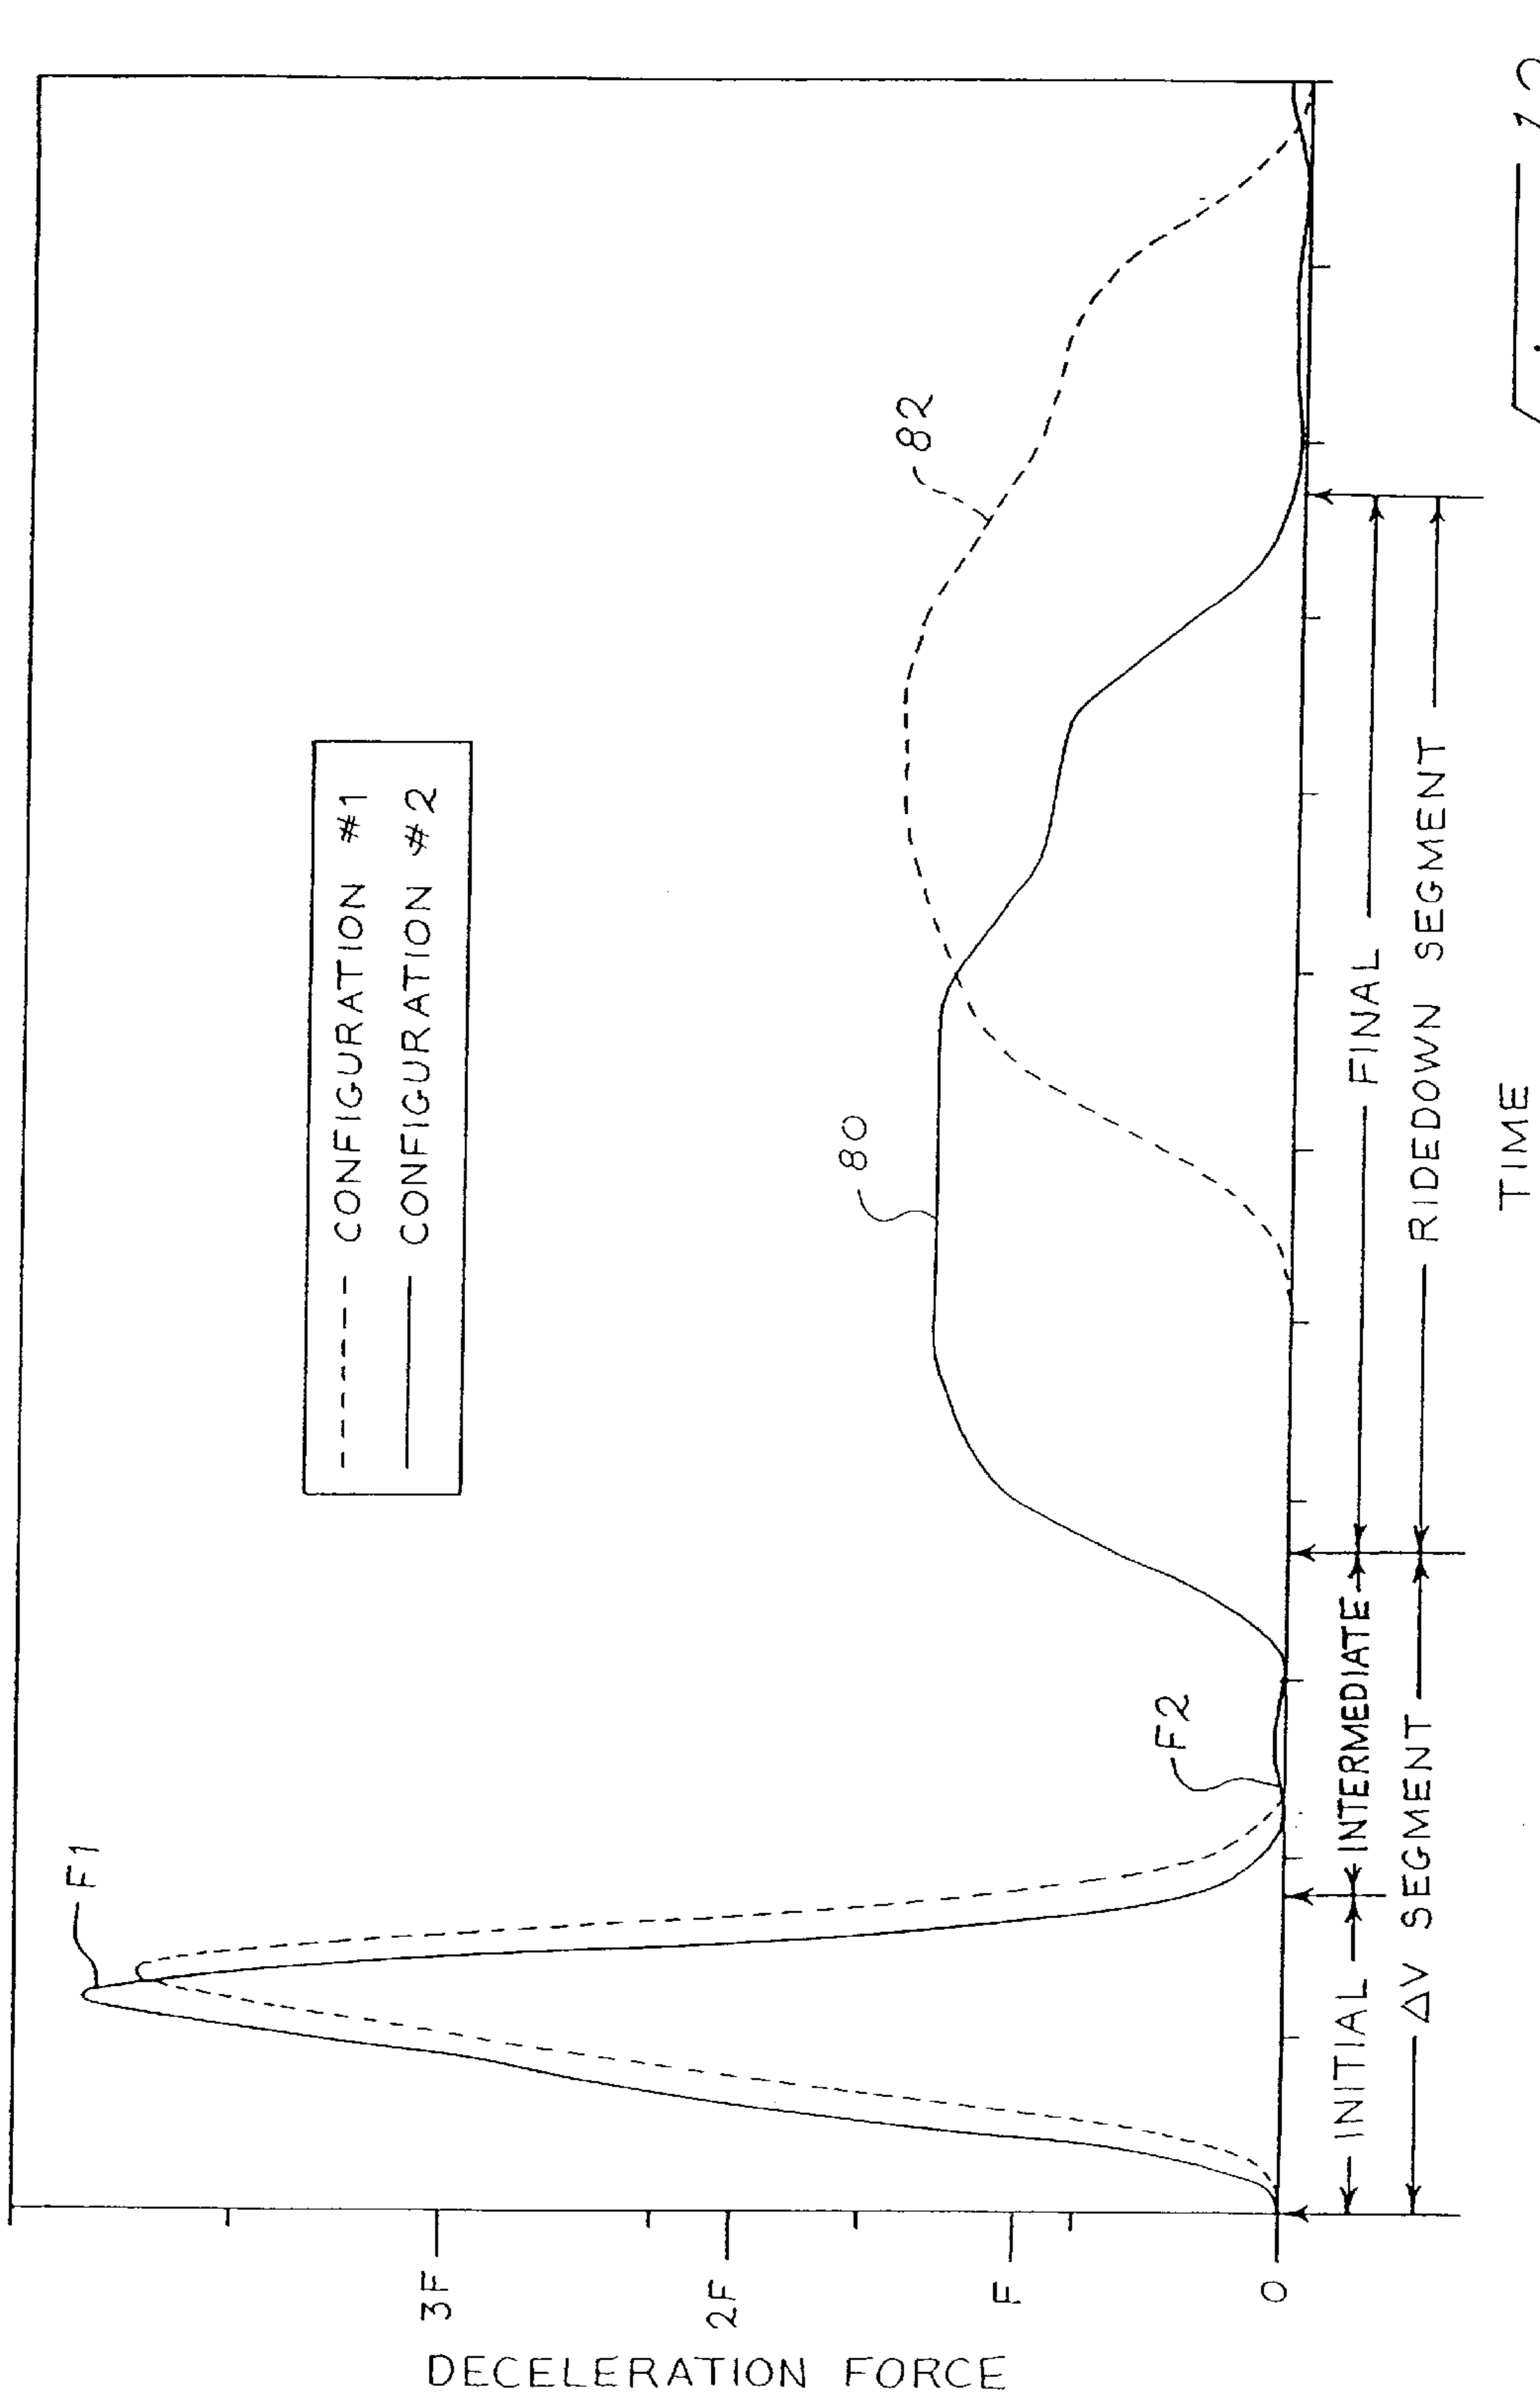 DECELERATION FORCE
3F
2F
F
0
F1
F2
80
82
CONFIGURATION #1
CONFIGURATION #2
INITIAL
INTERMEDIATE
FINAL
ΔV SEGMENT
RIDEDOWN SEGMENT
TIME